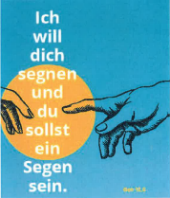 Ich
will
dich
segnen
und
du
sollst
ein
Segen
sein.